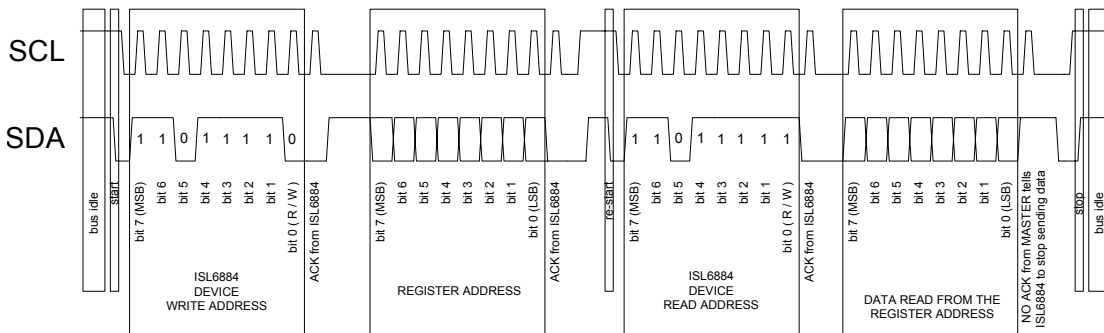 SCL
SDA
1 1 0 1 1 1 1 0
1 1 0 1 1 1 1 1
bus idle
start
bit 7 (MSB)
bit 6
bit 5
bit 4
bit 3
bit 2
bit 1
bit 0 ( R / W )
ACK from ISL6884
bit 7 (MSB)
bit 6
bit 5
bit 4
bit 3
bit 2
bit 1
bit 0 (LSB)
ACK from ISL6884
re-start
bit 7 (MSB)
bit 6
bit 5
bit 4
bit 3
bit 2
bit 1
bit 0 ( R / W )
ACK from ISL6884
bit 7 (MSB)
bit 6
bit 5
bit 4
bit 3
bit 2
bit 1
bit 0 (LSB)
NO ACK from MASTER tells
ISL6884 to stop sending data
stop
bus idle
ISL6884
DEVICE
WRITE ADDRESS
REGISTER ADDRESS
ISL6884
DEVICE
READ ADDRESS
DATA READ FROM THE
REGISTER ADDRESS